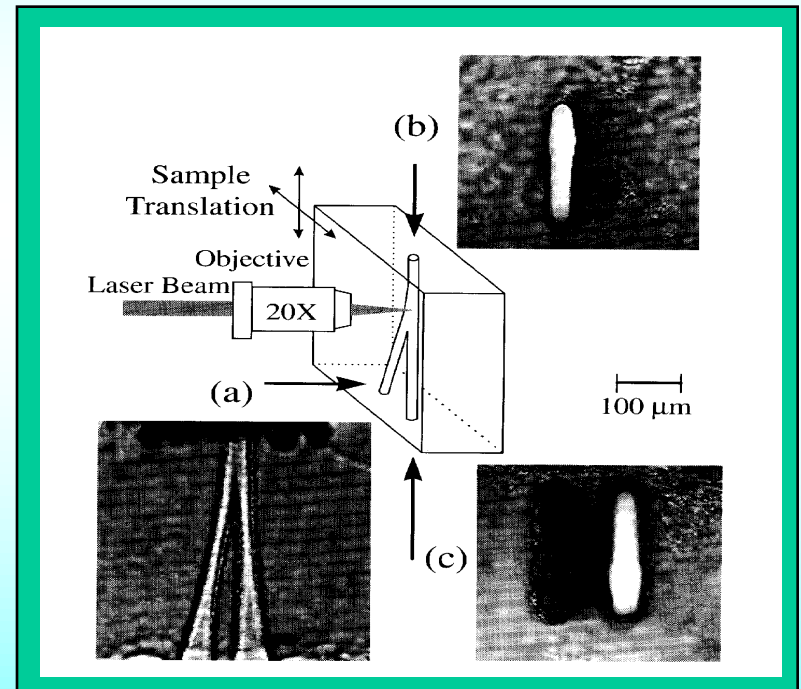 (b)
Sample
Translation
Objective
Laser Beam
20X
(a)
100 µm
(c)